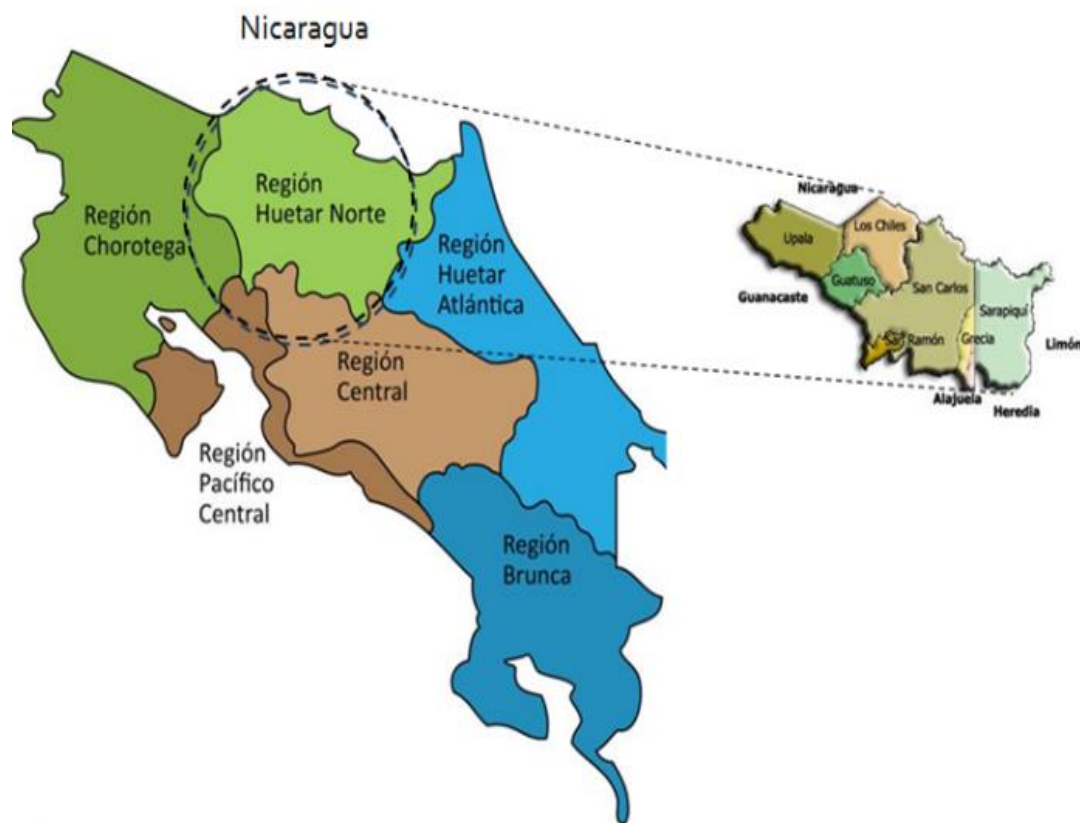 Nicaragua
Región
Huetar Norte
Región
Chorotega
Región
Huetar
Atlántica
Región
Central
Región
Pacífico
Central
Región
Brunca
Nicaragua
Upala
Los Chiles
Guatuso
San Carlos
Guanacaste
Sarapiquí
San Ramón
Grecia
Limón
Alajuela
Heredia